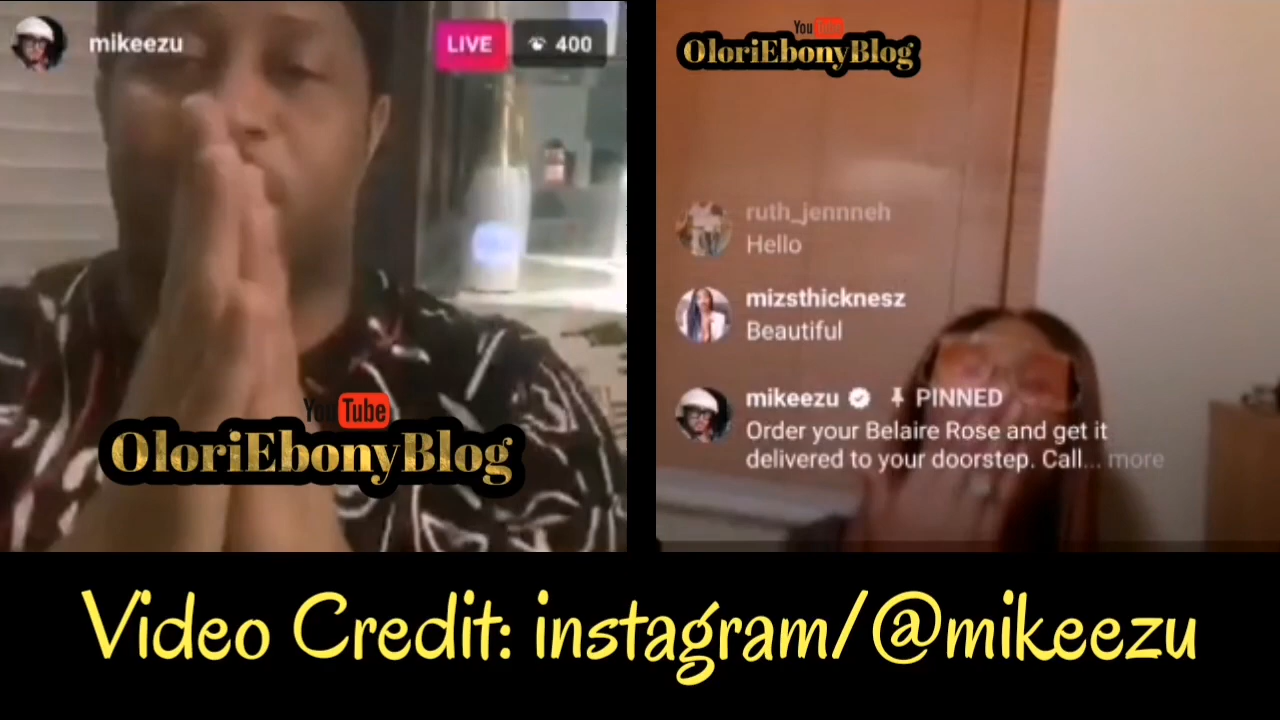 mikeezu
LIVE
400
YouTube
OloriEbonyBlog
YouTube
OloriEbonyBlog
ruth_jennneh
Hello
mizsthicknesz
Beautiful
mikeezu PINNED
Order your Belaire Rose and get it
delivered to your doorstep. Call... more
Video Credit: instagram/@mikeezu